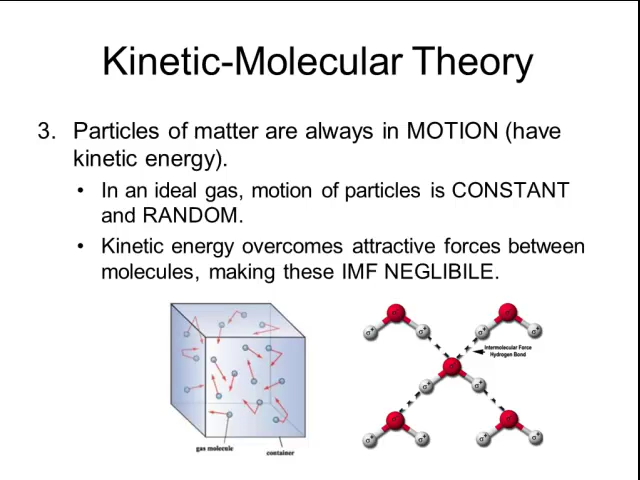 Kinetic-Molecular Theory
3. Particles of matter are always in MOTION (have
kinetic energy).
• In an ideal gas, motion of particles is CONSTANT
and RANDOM.
• Kinetic energy overcomes attractive forces between
molecules, making these IMF NEGLIBILE.
Intermolecular Force
Hydrogen Bond
gas molecule
container